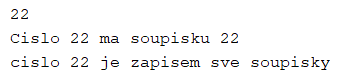 22
Cislo 22 ma soupisku 22
cislo 22 je zapisem sve soupisky